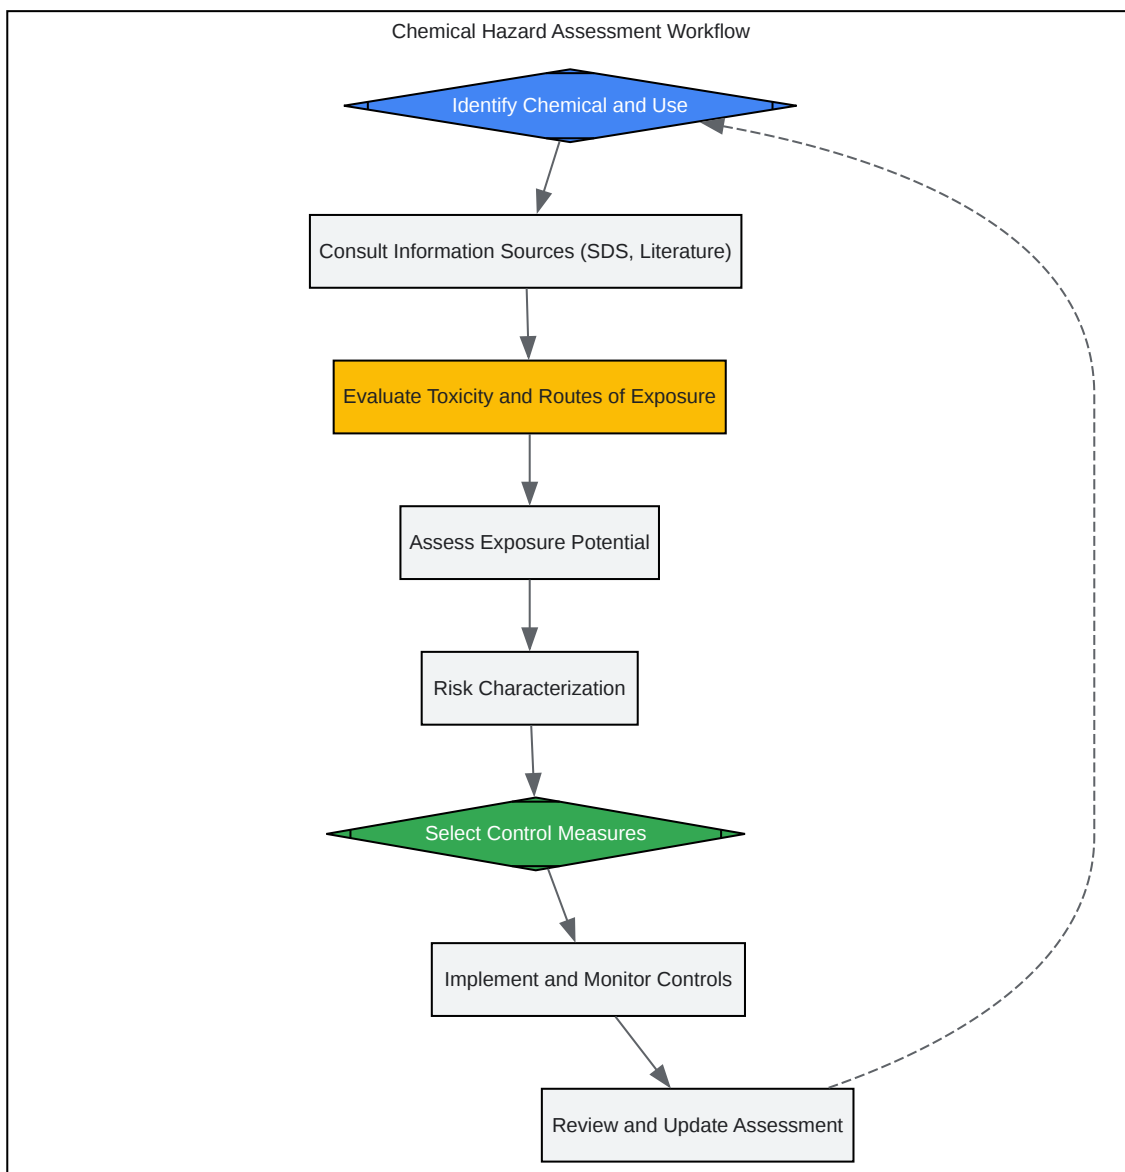 Chemical Hazard Assessment Workflow
Identify Chemical and Use
Consult Information Sources (SDS, Literature)
Evaluate Toxicity and Routes of Exposure
Assess Exposure Potential
Risk Characterization
Select Control Measures
Implement and Monitor Controls
Review and Update Assessment